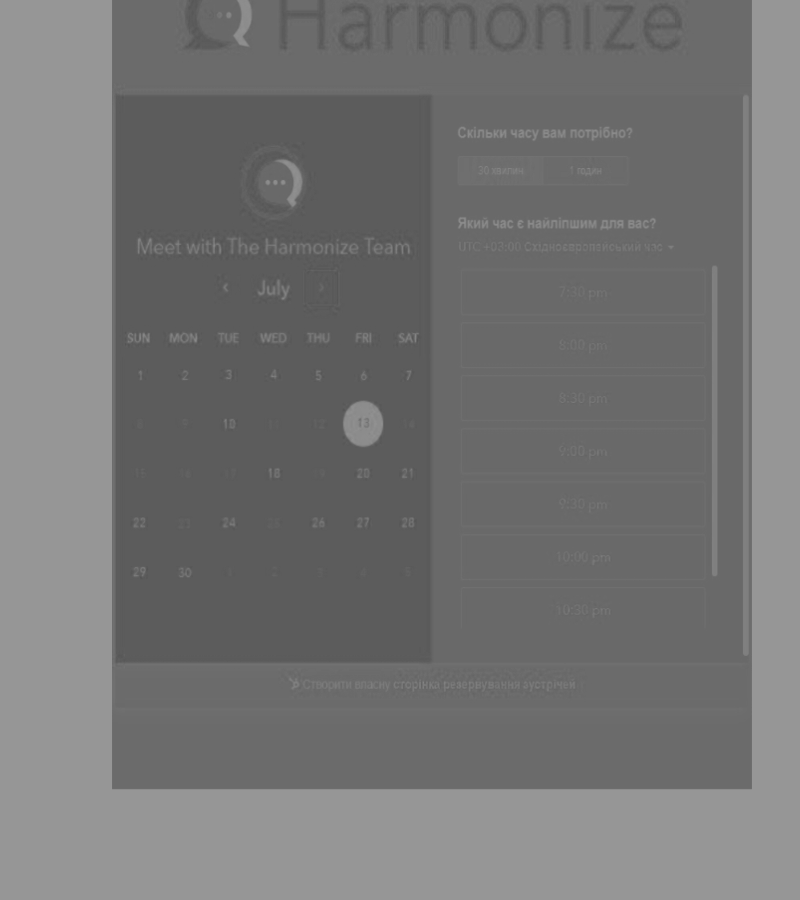 Harmonize
Meet with The Harmonize Team
July
SUN MON TUE WED THU FRI SAT
1 2 3 4 5 6 7
8 9 10 11 12 13 14
15 16 17 18 19 20 21
22 23 24 25 26 27 28
29 30 1 2 3 4 5
Скільки часу вам потрібно?
30 хвилин 1 годин
Який час є найліпшим для вас?
UTC +03:00 Східноєвропейський час
7:30 pm
8:00 pm
8:30 pm
9:00 pm
9:30 pm
10:00 pm
10:30 pm
Створити власну сторінка резервування зустрічей